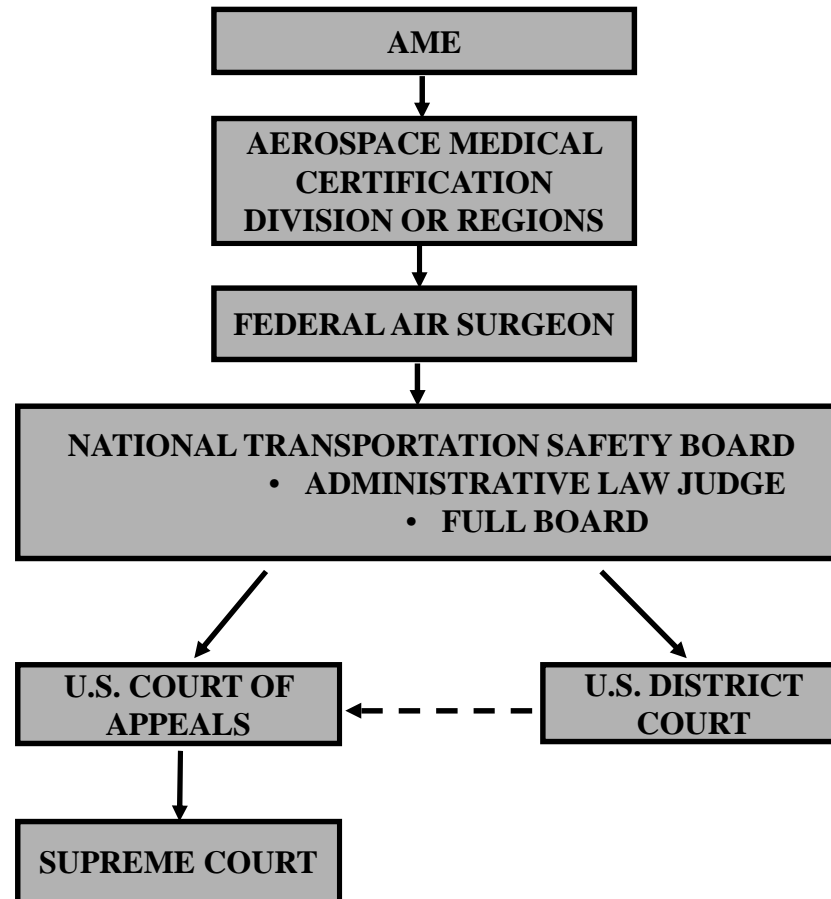 AME
AEROSPACE MEDICAL
CERTIFICATION
DIVISION OR REGIONS
FEDERAL AIR SURGEON
NATIONAL TRANSPORTATION SAFETY BOARD
• ADMINISTRATIVE LAW JUDGE
• FULL BOARD
U.S. COURT OF
APPEALS
U.S. DISTRICT
COURT
SUPREME COURT